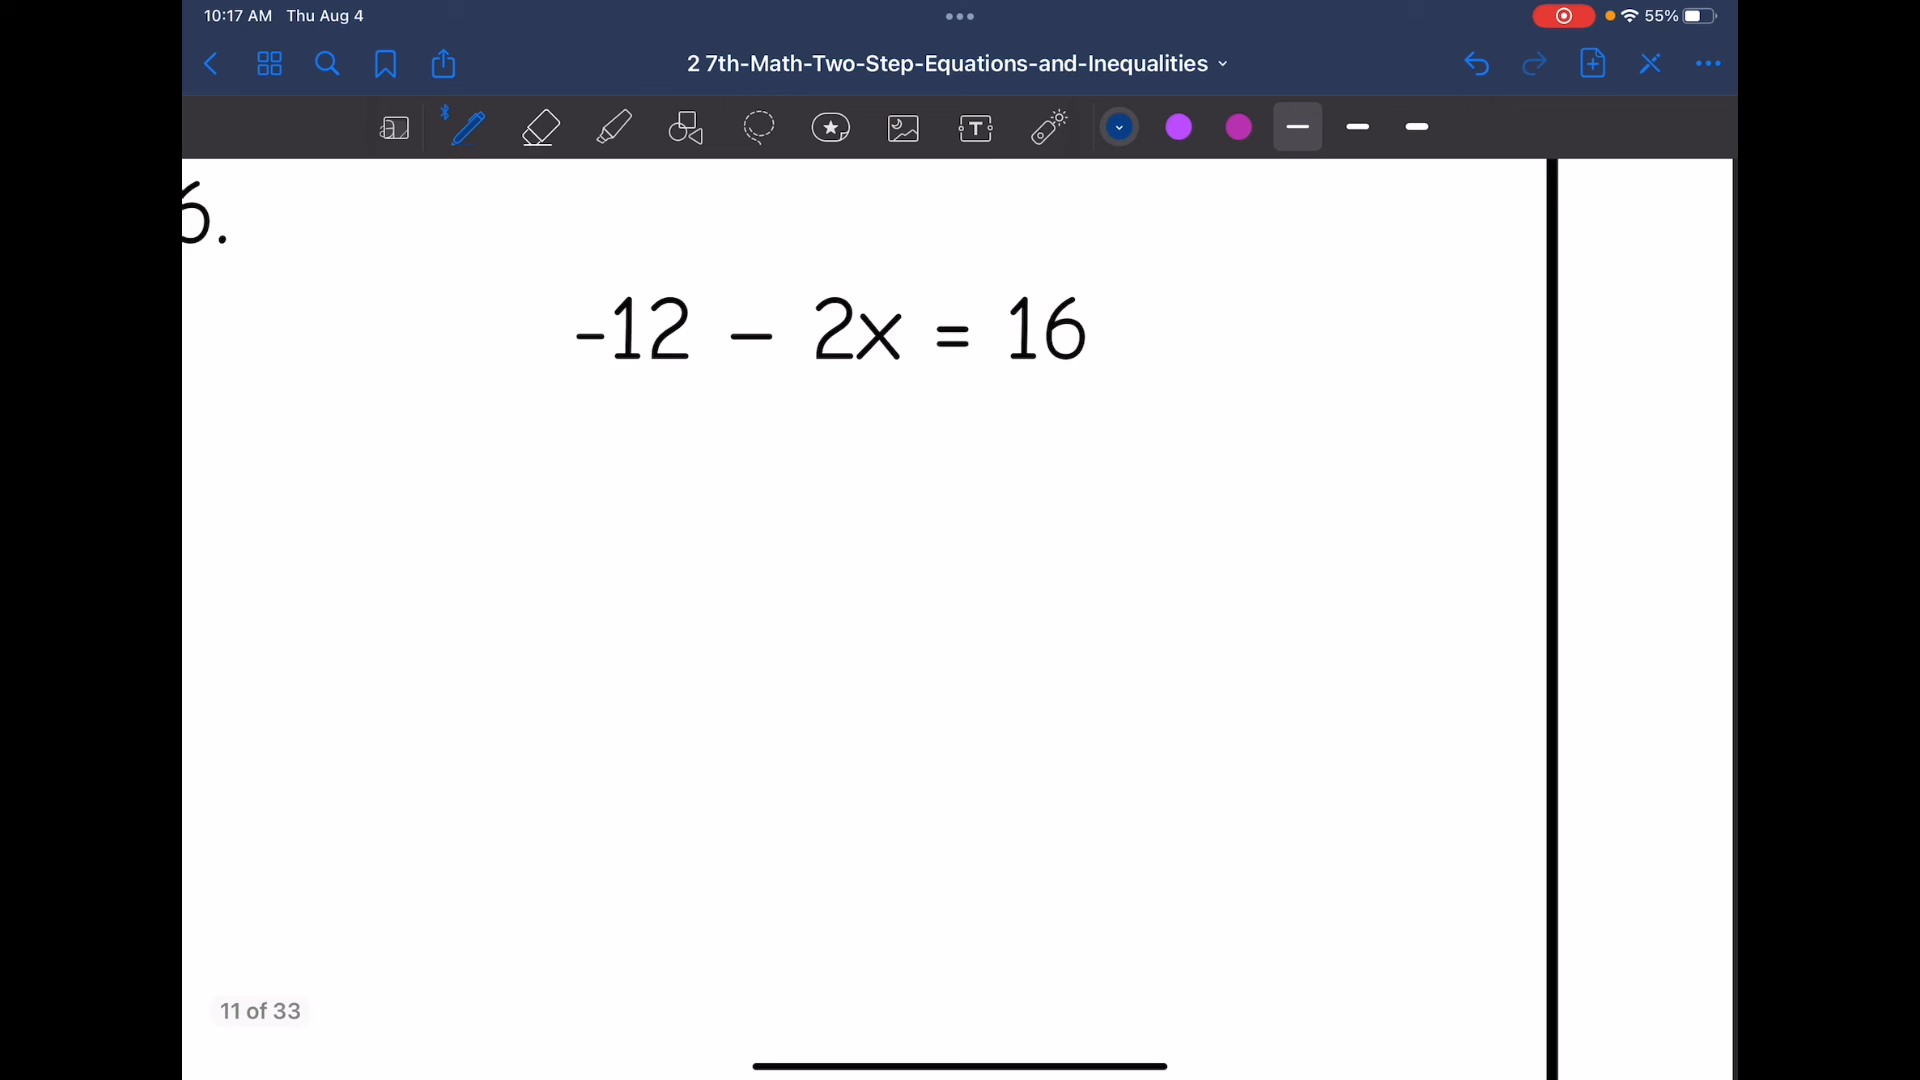 10:17 AM Thu Aug 4
55%
2 7th-Math-Two-Step-Equations-and-Inequalities
T
6.
-12 – 2x = 16
11 of 33